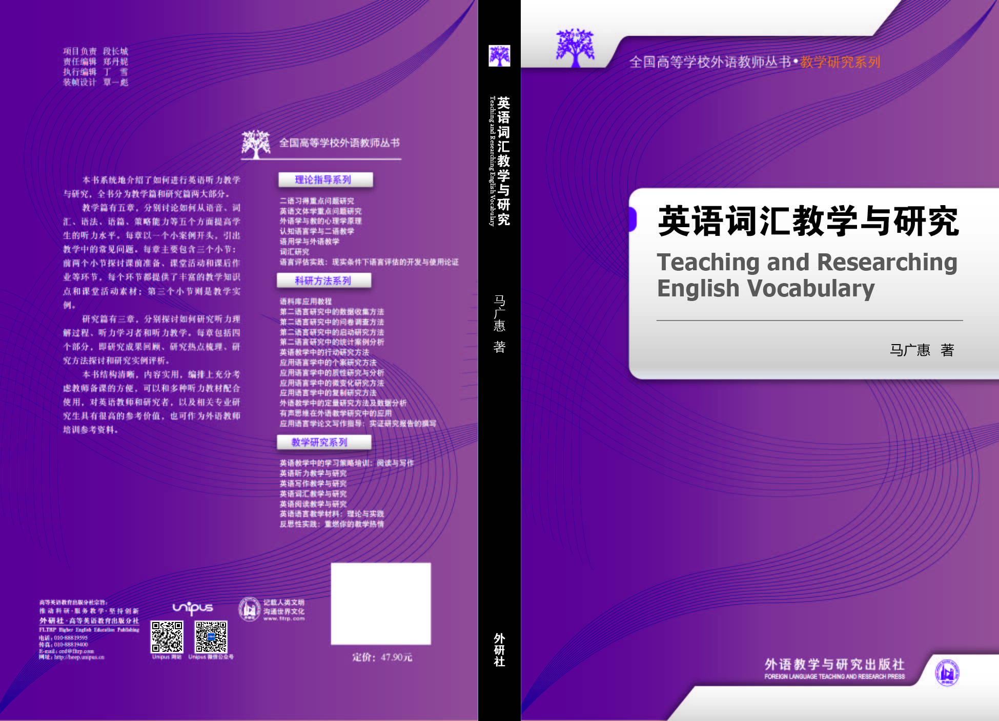 项目负责 段长城
责任编辑 郑丹妮
执行编辑 丁 雪
装帧设计 覃一彪
全国高等学校外语教师丛书
本书系统地介绍了如何进行英语听力教学
与研究，全书分为教学篇和研究篇两大部分。
教学篇有五章，分别讨论如何从语音、词
汇、语法、语篇、策略能力等五个方面提高学
生的听力水平。每章以一个小案例开头，引出
教学中的常见问题。每章主要包含三个小节：
前两个小节探讨课前准备、课堂活动和课后作
业等环节，每个环节都提供了丰富的教学知识
点和课堂活动素材；第三个小节则是教学实
例。
研究篇有三章，分别探讨如何研究听力理
解过程、听力学习者和听力教学。每章包括四
个部分，即研究成果回顾、研究热点梳理、研
究方法探讨和研究实例评析。
本书结构清晰，内容实用，编排上充分考
虑教师备课的方便，可以和多种听力教材配合
使用，对英语教师和研究者，以及相关专业研
究生具有很高的参考价值，也可作为外语教师
培训参考资料。
理论指导系列
二语习得重点问题研究
英语文体学重点问题研究
外语学与教的心理学原理
认知语言学与二语教学
语用学与外语教学
词汇研究
语言评估实践：现实条件下语言评估的开发与使用论证
科研方法系列
语料库应用教程
第二语言研究中的数据收集方法
第二语言研究中的问卷调查方法
第二语言研究中的启动研究方法
第二语言研究中的统计案例分析
英语教学中的行动研究方法
应用语言学中的个案研究方法
应用语言学中的质性研究与分析
应用语言学中的微变化研究方法
应用语言学中的复制研究方法
外语教学中的定量研究方法及数据分析
有声思维在外语教学研究中的应用
应用语言学论文写作指导：实证研究报告的撰写
教学研究系列
英语教学中的学习策略培训：阅读与写作
英语听力教学与研究
英语写作教学与研究
英语词汇教学与研究
英语阅读教学与研究
英语语言教学材料：理论与实践
反思性实践：重燃你的教学热情
高等英语教育出版分社宗旨：
推动科研·服务教学·坚持创新
外研社·高等英语教育出版分社
FLTRP Higher English Education Publishing
电话：010-88819595
传真：010-88819400
E-mail：ced@fltrp.com
网址：http://heep.unipus.cn
unipus
Unipus 网站
Unipus 微信公众号
外研社
记载人类文明
沟通世界文化
www.fltrp.com
定价：47.90元
英语词汇教学与研究
Teaching and Researching English Vocabulary
马广惠 著
外研社
全国高等学校外语教师丛书•教学研究系列
英语词汇教学与研究
Teaching and Researching
English Vocabulary
马广惠 著
外语教学与研究出版社
FOREIGN LANGUAGE TEACHING AND RESEARCH PRESS
外研社